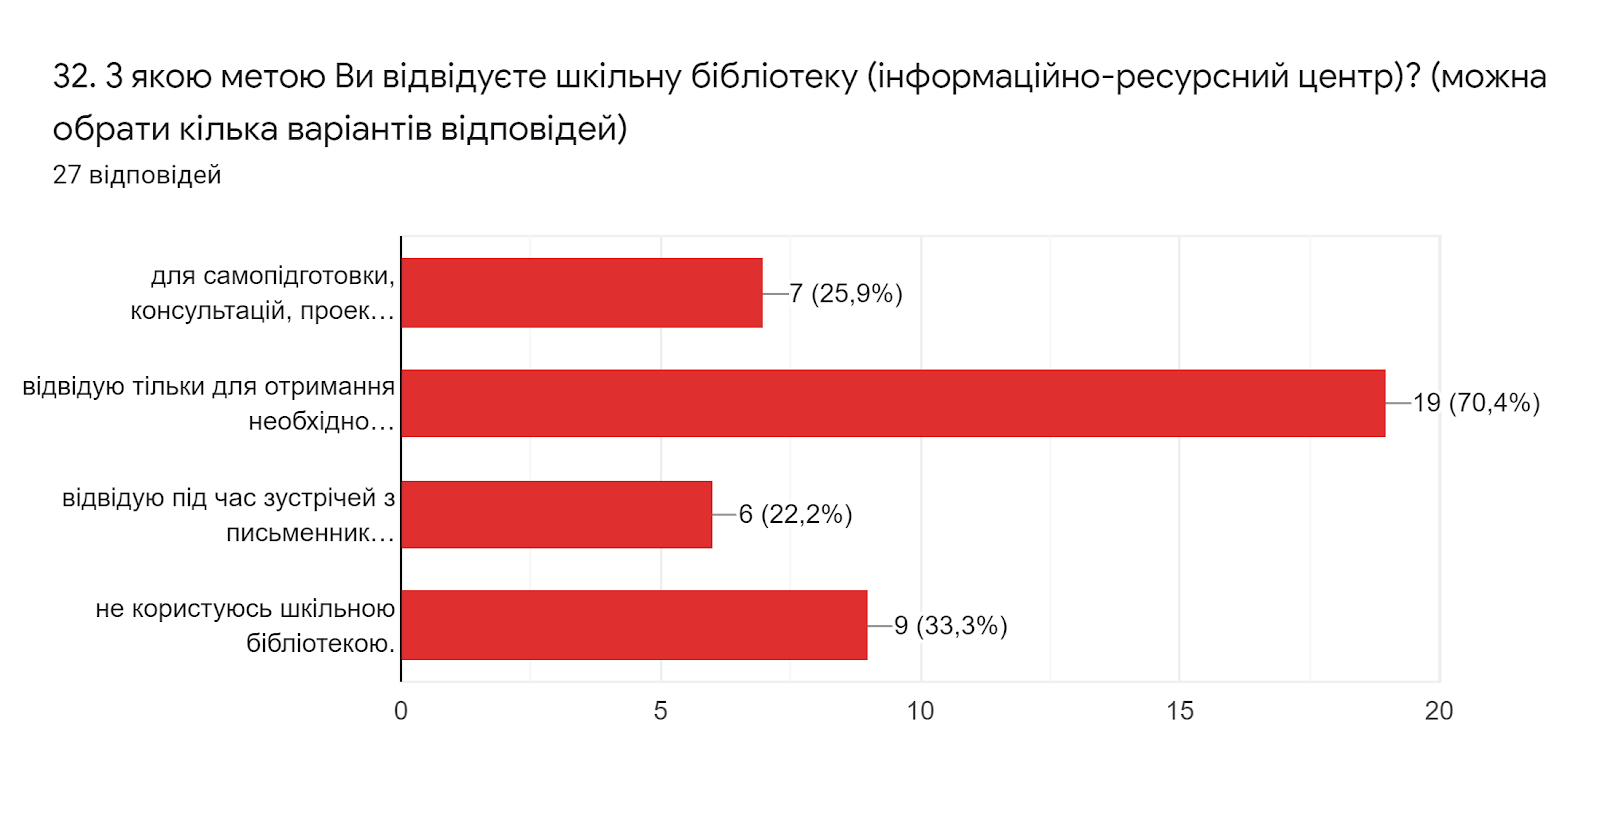 32. З якою метою Ви відвідуєте шкільну бібліотеку (інформаційно-ресурсний центр)? (можна
обрати кілька варіантів відповідей)
27 відповідей
для самопідготовки,
консультацій, проек…
7 (25,9%)
відвідую тільки для отримання
необхідно…
19 (70,4%)
відвідую під час зустрічей з
письменник…
6 (22,2%)
не користуюсь шкільною
бібліотекою.
9 (33,3%)
0 5 10 15 20